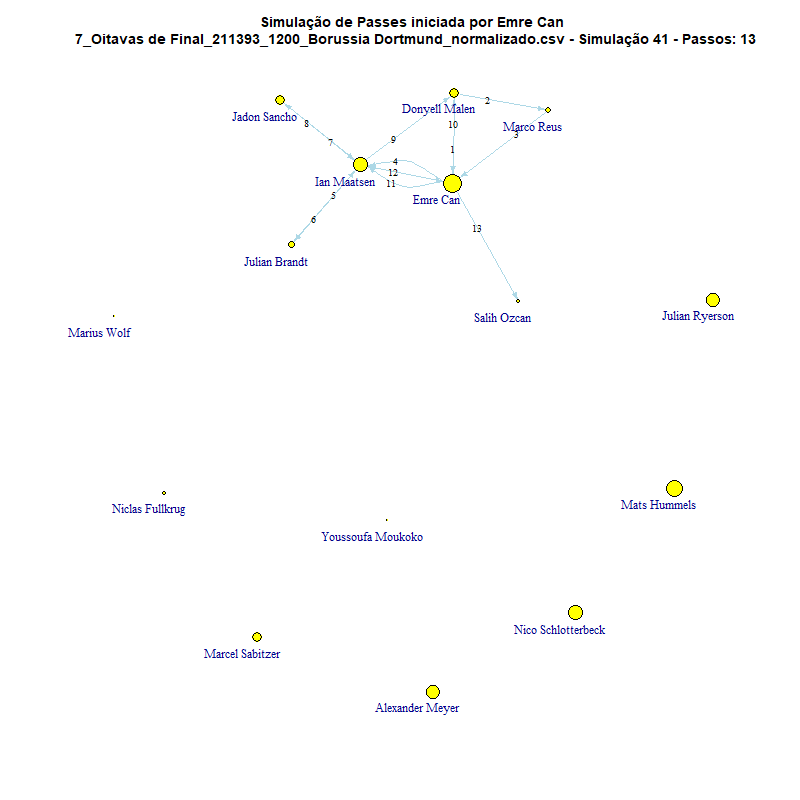 Simulação de Passes iniciada por Emre Can
7_Oitavas de Final_211393_1200_Borussia Dortmund_normalizado.csv - Simulação 41 - Passos: 13
Donyell Malen
2
Jadon Sancho
8
10
Marco Reus
3
7
9
1
4
12
11
Ian Maatsen
5
Emre Can
6
13
Julian Brandt
Salih Ozcan
Julian Ryerson
Marius Wolf
Niclas Fullkrug
Mats Hummels
Youssoufa Moukoko
Nico Schlotterbeck
Marcel Sabitzer
Alexander Meyer